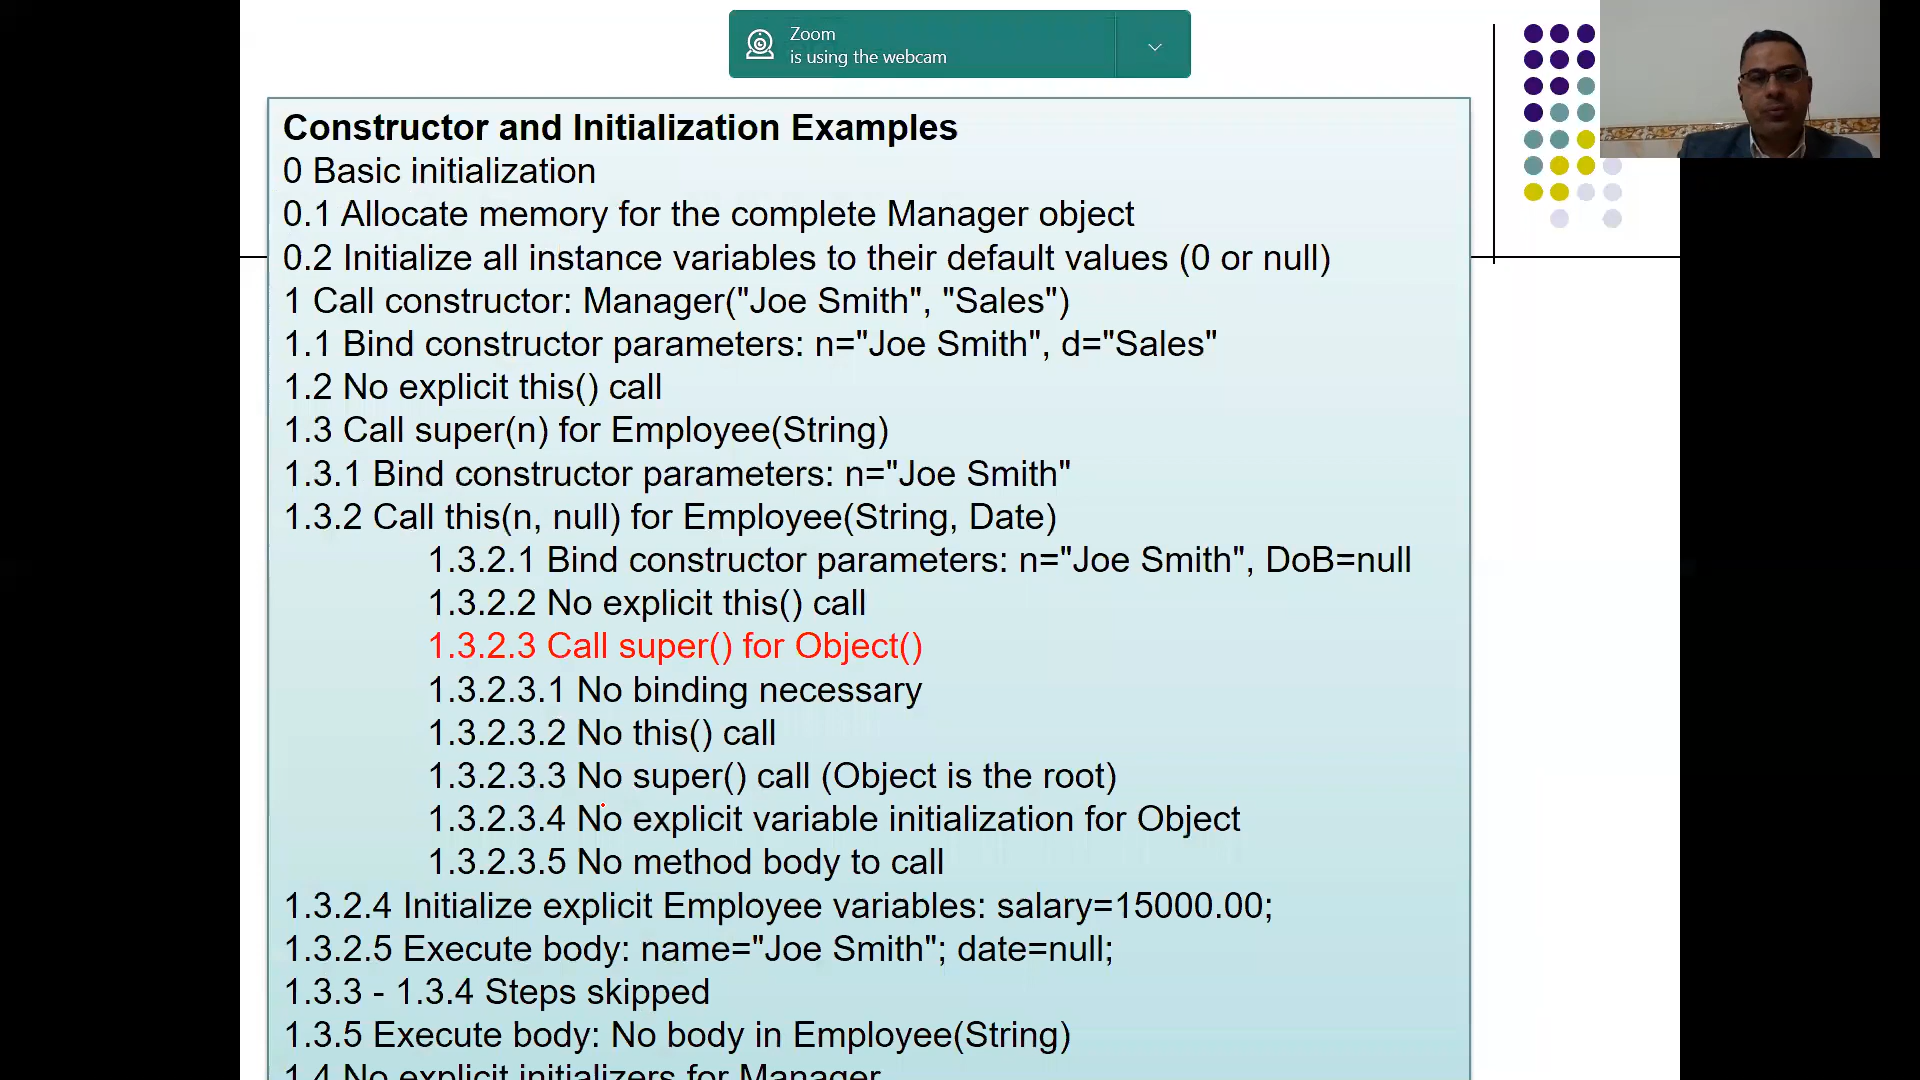 Zoom
is using the webcam
Constructor and Initialization Examples
0 Basic initialization
0.1 Allocate memory for the complete Manager object
0.2 Initialize all instance variables to their default values (0 or null)
1 Call constructor: Manager("Joe Smith", "Sales")
1.1 Bind constructor parameters: n="Joe Smith", d="Sales"
1.2 No explicit this() call
1.3 Call super(n) for Employee(String)
1.3.1 Bind constructor parameters: n="Joe Smith"
1.3.2 Call this(n, null) for Employee(String, Date)
1.3.2.1 Bind constructor parameters: n="Joe Smith", DoB=null
1.3.2.2 No explicit this() call
1.3.2.3 Call super() for Object()
1.3.2.3.1 No binding necessary
1.3.2.3.2 No this() call
1.3.2.3.3 No super() call (Object is the root)
1.3.2.3.4 No explicit variable initialization for Object
1.3.2.3.5 No method body to call
1.3.2.4 Initialize explicit Employee variables: salary=15000.00;
1.3.2.5 Execute body: name="Joe Smith"; date=null;
1.3.3 - 1.3.4 Steps skipped
1.3.5 Execute body: No body in Employee(String)
1.4 No explicit initializers for Manager